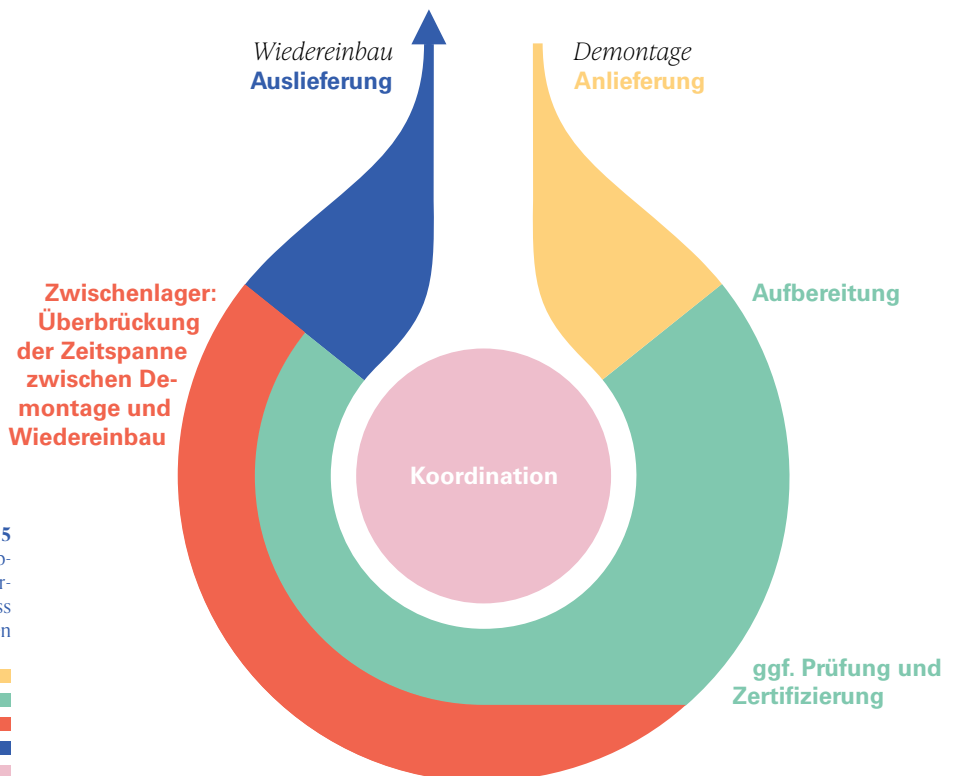 Wiedereinbau
Auslieferung
Demontage
Anlieferung
Zwischenlager:
Überbrückung
der Zeitspanne
zwischen De-
montage und
Wiedereinbau
Aufbereitung
Koordination
ggf. Prüfung und
Zertifizierung
5